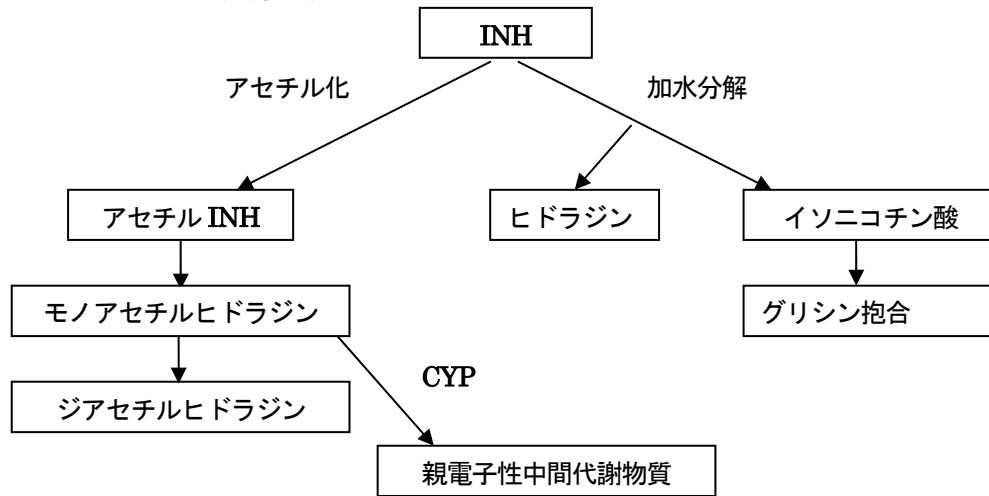 INH
アセチル化
加水分解
アセチル INH
ヒドラジン
イソニコチン酸
モノアセチルヒドラジン
グリシン抱合
CYP
ジアセチルヒドラジン
親電子性中間代謝物質